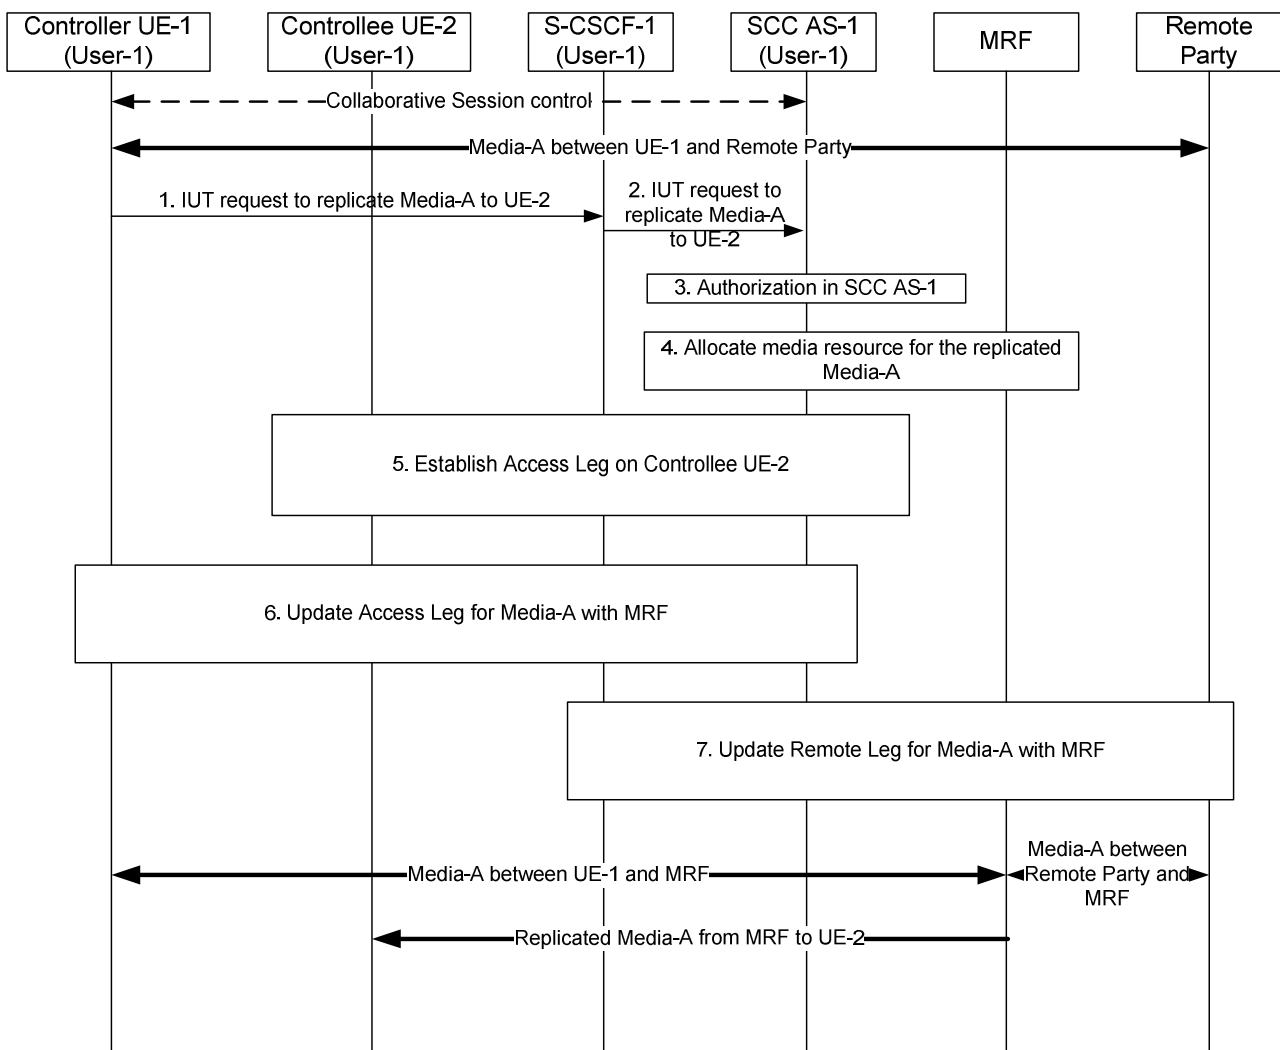 Controller UE-1
(User-1)
Controllee UE-2
(User-1)
S-CSCF-1
(User-1)
SCC AS-1
(User-1)
MRF
Remote
Party
Collaborative Session control
Media-A between UE-1 and Remote Party
1. IUT request to replicate Media-A to UE-2
2. IUT request to
replicate Media-A
to UE-2
3. Authorization in SCC AS-1
4. Allocate media resource for the replicated
Media-A
5. Establish Access Leg on Controllee UE-2
6. Update Access Leg for Media-A with MRF
7. Update Remote Leg for Media-A with MRF
Media-A between UE-1 and MRF
Media-A between
Remote Party and
MRF
Replicated Media-A from MRF to UE-2